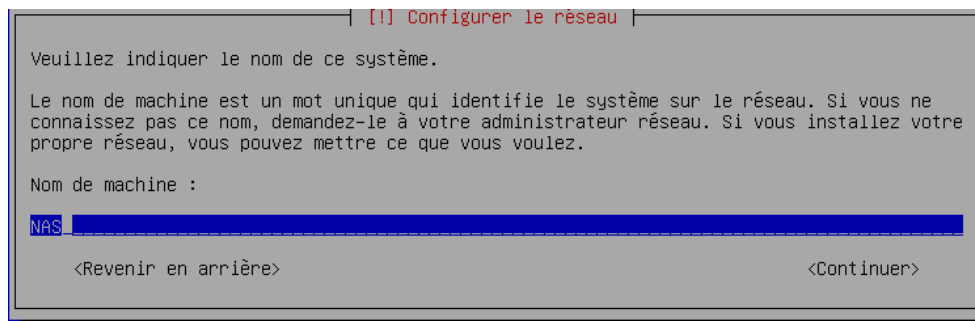 [!] Configurer le réseau
Veuillez indiquer le nom de ce système.
Le nom de machine est un mot unique qui identifie le système sur le réseau. Si vous ne
connaissez pas ce nom, demandez-le à votre administrateur réseau. Si vous installez votre
propre réseau, vous pouvez mettre ce que vous voulez.
Nom de machine :
NAS
<Revenir en arrière> <Continuer>